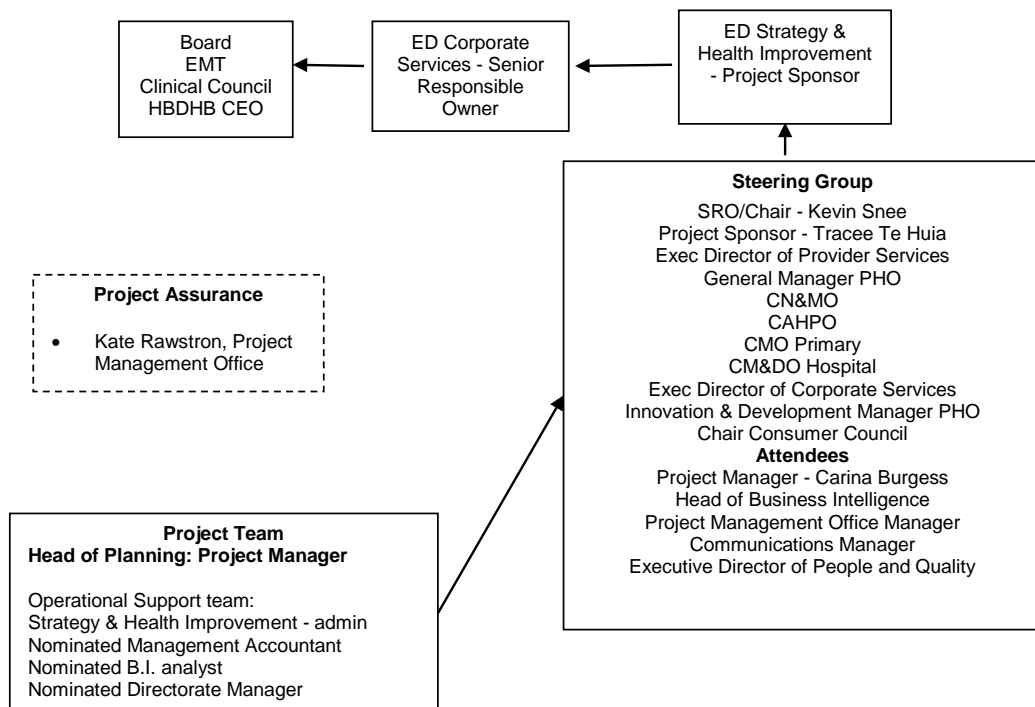 Board
EMT
Clinical Council
HBDHB CEO
ED Corporate
Services - Senior
Responsible
Owner
ED Strategy &
Health Improvement
- Project Sponsor
Steering Group
SRO/Chair - Kevin Snee
Project Sponsor - Tracee Te Huia
Exec Director of Provider Services
General Manager PHO
CN&MO
CAHPO
CMO Primary
CM&DO Hospital
Exec Director of Corporate Services
Innovation & Development Manager PHO
Chair Consumer Council
Attendees
Project Manager - Carina Burgess
Head of Business Intelligence
Project Management Office Manager
Communications Manager
Executive Director of People and Quality
Project Assurance
• Kate Rawstron, Project
Management Office
Project Team
Head of Planning: Project Manager
Operational Support team:
Strategy & Health Improvement - admin
Nominated Management Accountant
Nominated B.I. analyst
Nominated Directorate Manager